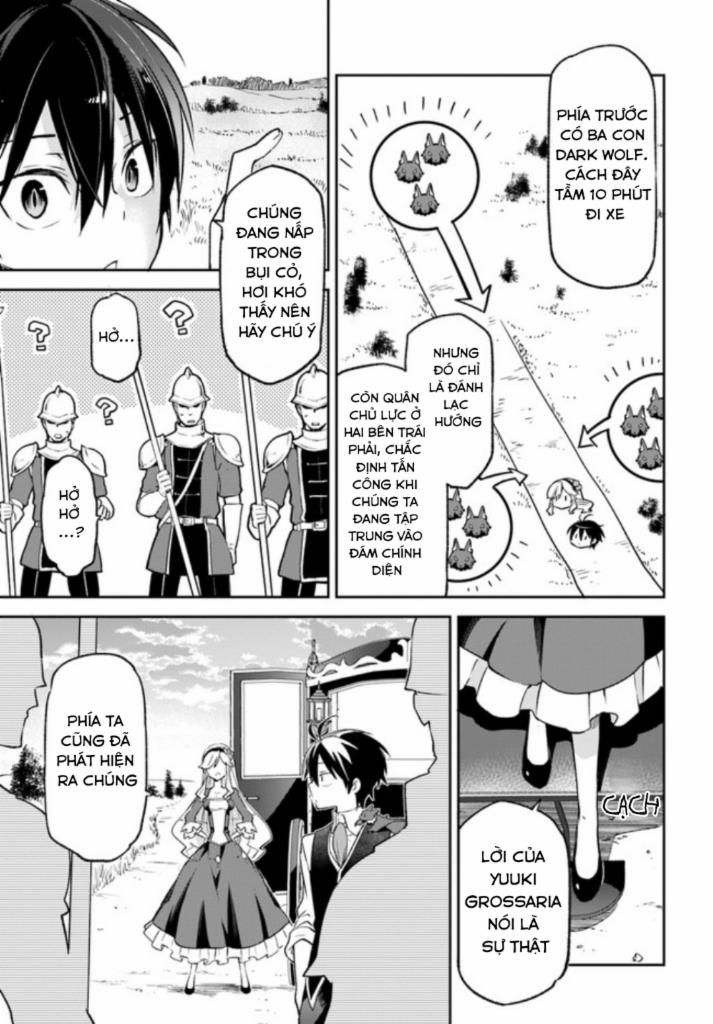 PHÍA TRƯỚC
CÓ BA CON
DARK WOLF.
CÁCH ĐÂY
TẦM 10 PHÚT
ĐI XE
NHƯNG
ĐÓ CHỈ
LÀ ĐÁNH
LẠC
HƯỚNG
CÒN QUÂN
CHỦ LỰC Ở
HAI BÊN TRÁI
PHẢI, CHẮC
ĐỊNH TẤN
CÔNG KHI
CHÚNG TA
ĐANG TẬP
TRUNG VÀO
ĐÁM CHÍNH
DIỆN
CHÚNG
ĐANG NẤP
TRONG
BỤI CỎ,
HƠI KHÓ
THẤY NÊN
HÃY CHÚ Ý
HỞ...
?
?
?
HỞ
HỞ
...?
CẠCH
LỜI CỦA
YUUKI
GROSSARIA
NÓI LÀ
SỰ THẬT
PHÍA TA
CŨNG ĐÃ
PHÁT HIỆN
RA CHÚNG